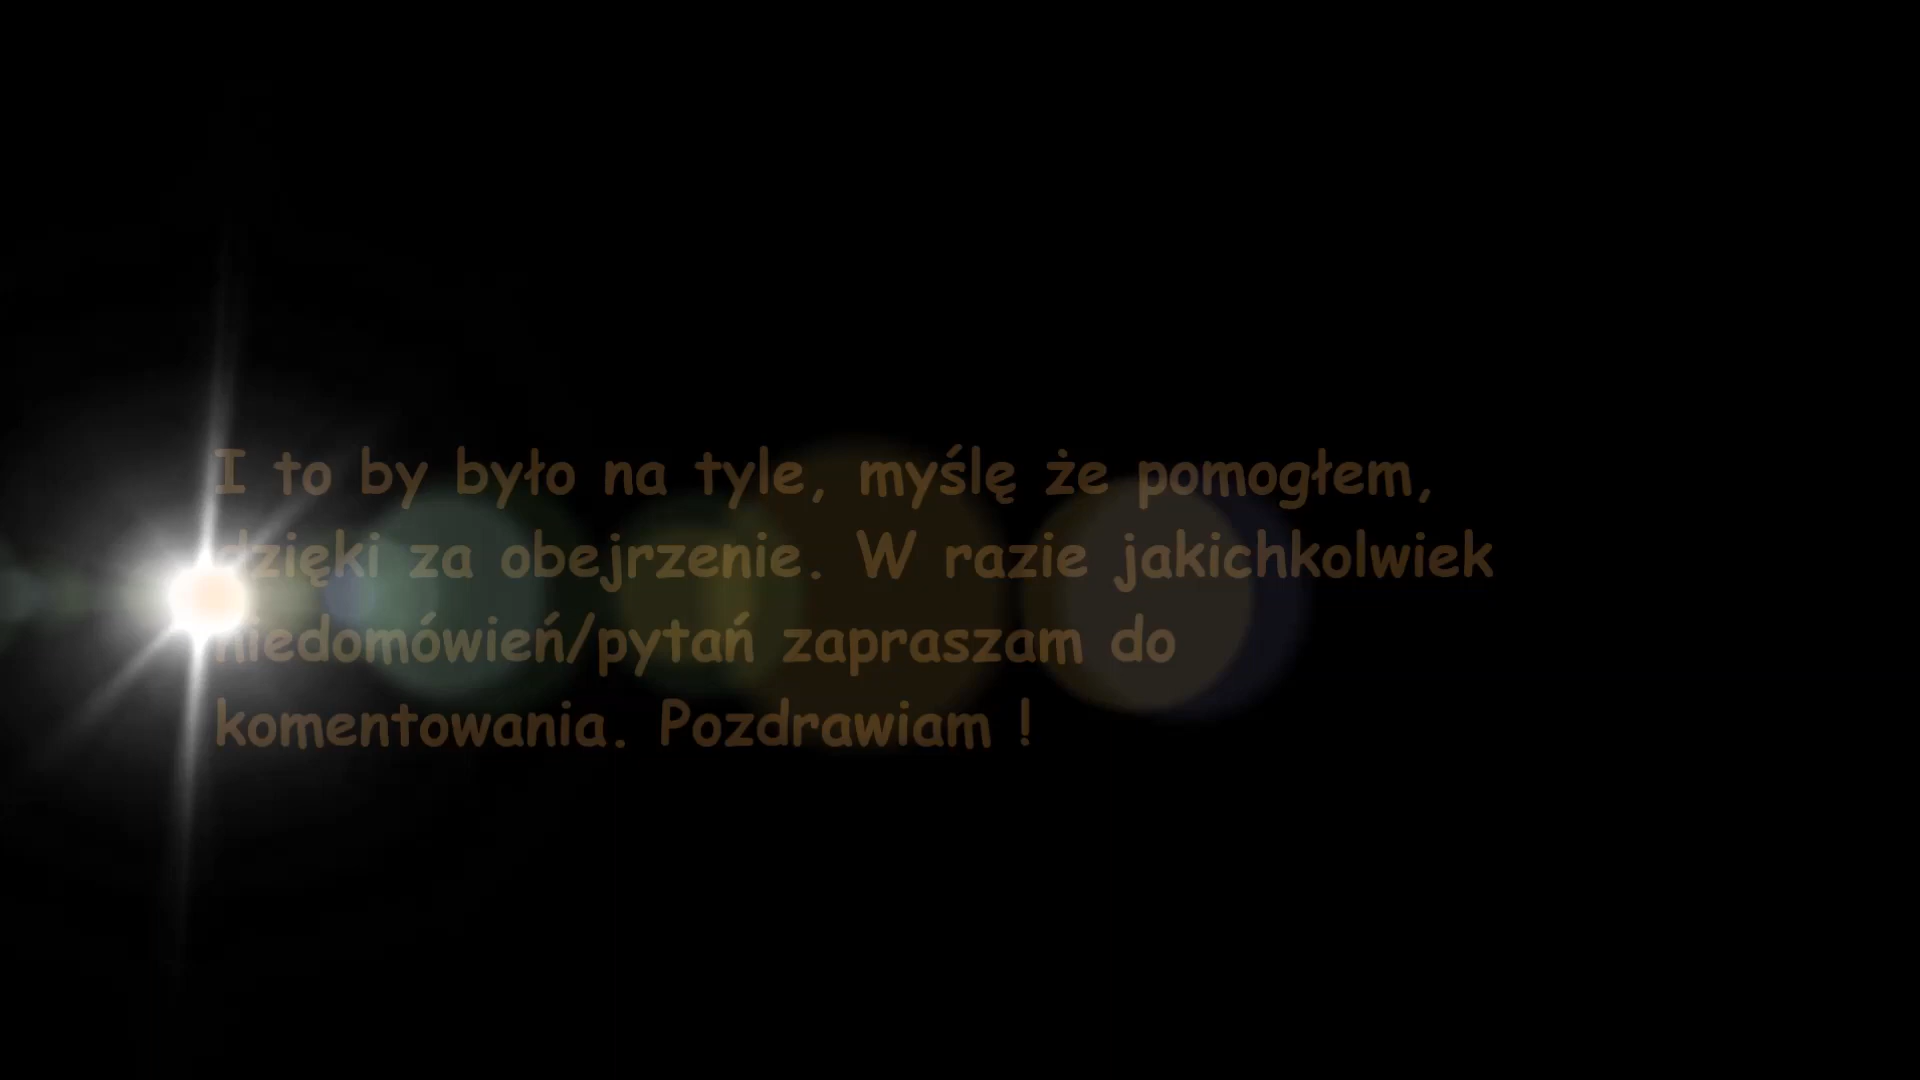 I to by było na tyle, myślę że pomogłem,
dzięki za obejrzenie. W razie jakichkolwiek
niedomówień/pytań zapraszam do
komentowania. Pozdrawiam !